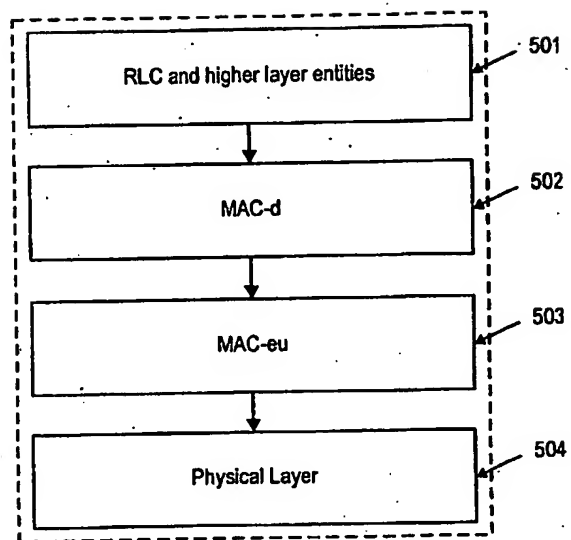 RLC and higher layer entities
501
MAC-d
502
MAC-eu
503
Physical Layer
504